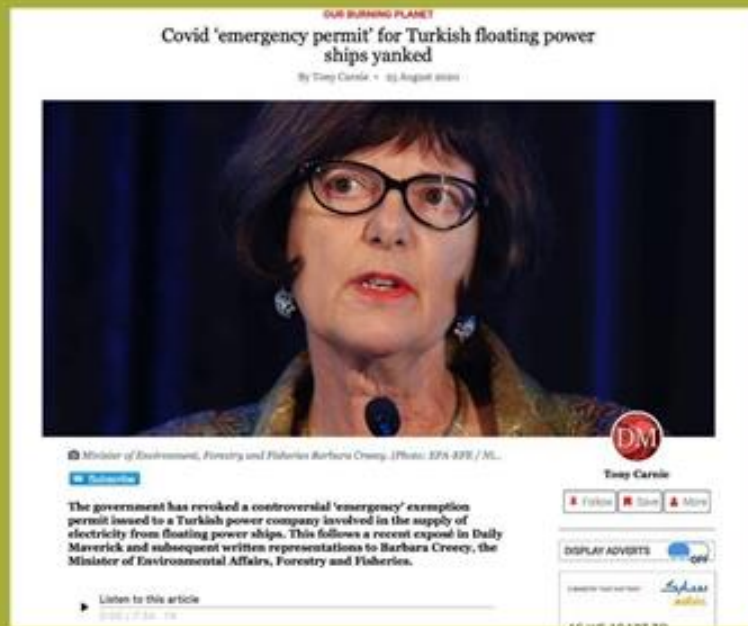 OUR BURNING PLANET
Covid 'emergency permit' for Turkish floating power
ships yanked
By Tony Carnie • August 2020
Minister of Environment, Forestry and Fisheries Barbara Creecy. (Photo: EPA-EFE /
Subscribe
The government has revoked a controversial 'emergency' exemption
permit issued to a Turkish power company involved in the supply of
electricity from floating power ships. This follows a recent exposé in Daily
Maverick and subsequent written representations to Barbara Creecy, the
Minister of Environmental Affairs, Forestry and Fisheries.
Listen to this article
DM
Tony Carnie
Follow Save More
DISPLAY ADVERTS OFF